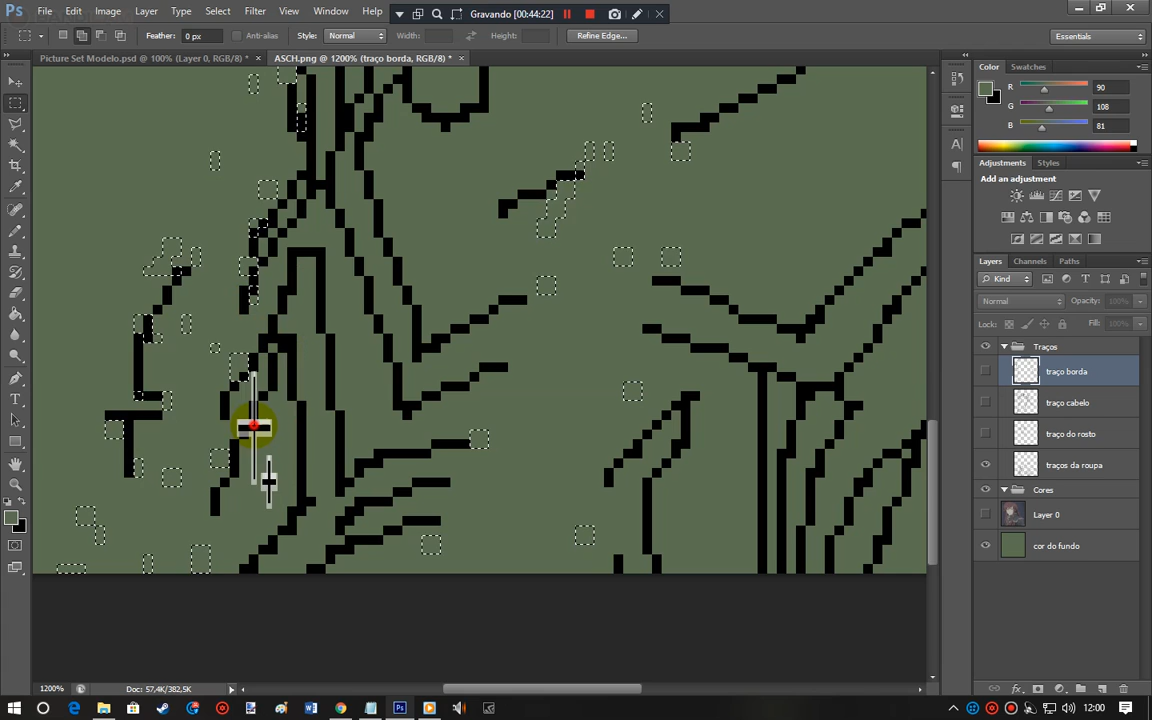 Ps File Edit Image Layer Type Select Filter View Window Help Gravando [00:44:22]
Feather: 0 px Anti-alias Style: Normal Width: Height: Refine Edge... Essentials
Picture Set Modelo.psd @ 100% (Layer 0, RGB/8) * × ASCH.png @ 1200% (traço borda, RGB/8) * ×
Color Swatches
R 90
G 108
B 81
Adjustments Styles
Add an adjustment
Layers Channels Paths
Kind
Normal Opacity: 100%
Lock: Fill: 100%
Traços
traço borda
traço cabelo
traço do rosto
traços da roupa
Cores
Layer 0
cor do fundo
1200% Doc: 57,4K/382,5K
12:00